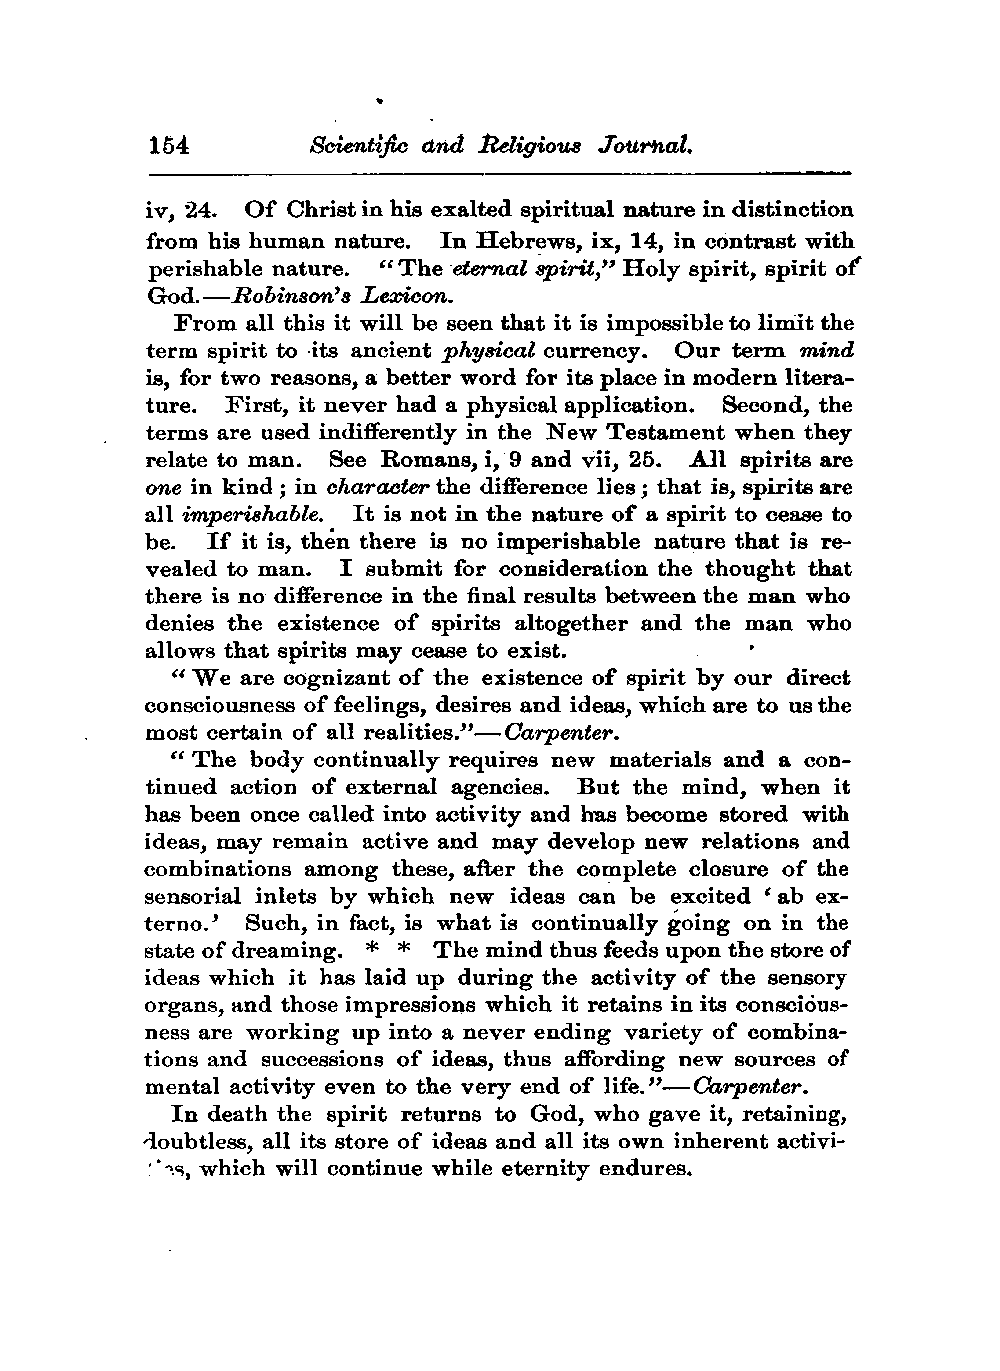 154 Scientific and Religious Journal.
iv, 24. Of Christ in his exalted spiritual nature in distinction
from his human nature. In Hebrews, ix, 14, in contrast with
perishable nature. “The eternal spirit,” Holy spirit, spirit of
God.—Robinson's Lexicon.
From all this it will be seen that it is impossible to limit the
term spirit to its ancient physical currency. Our term mind
is, for two reasons, a better word for its place in modern litera-
ture. First, it never had a physical application. Second, the
terms are used indifferently in the New Testament when they
relate to man. See Romans, i, 9 and vii, 25. All spirits are
one in kind; in character the difference lies; that is, spirits are
all imperishable. It is not in the nature of a spirit to cease to
be. If it is, then there is no imperishable nature that is re-
vealed to man. I submit for consideration the thought that
there is no difference in the final results between the man who
denies the existence of spirits altogether and the man who
allows that spirits may cease to exist.
“We are cognizant of the existence of spirit by our direct
consciousness of feelings, desires and ideas, which are to us the
most certain of all realities.”—Carpenter.
“The body continually requires new materials and a con-
tinued action of external agencies. But the mind, when it
has been once called into activity and has become stored with
ideas, may remain active and may develop new relations and
combinations among these, after the complete closure of the
sensorial inlets by which new ideas can be excited ‘ab ex-
terno.’ Such, in fact, is what is continually going on in the
state of dreaming. * * The mind thus feeds upon the store of
ideas which it has laid up during the activity of the sensory
organs, and those impressions which it retains in its conscious-
ness are working up into a never ending variety of combina-
tions and successions of ideas, thus affording new sources of
mental activity even to the very end of life.”—Carpenter.
In death the spirit returns to God, who gave it, retaining,
doubtless, all its store of ideas and all its own inherent activi-
ties, which will continue while eternity endures.